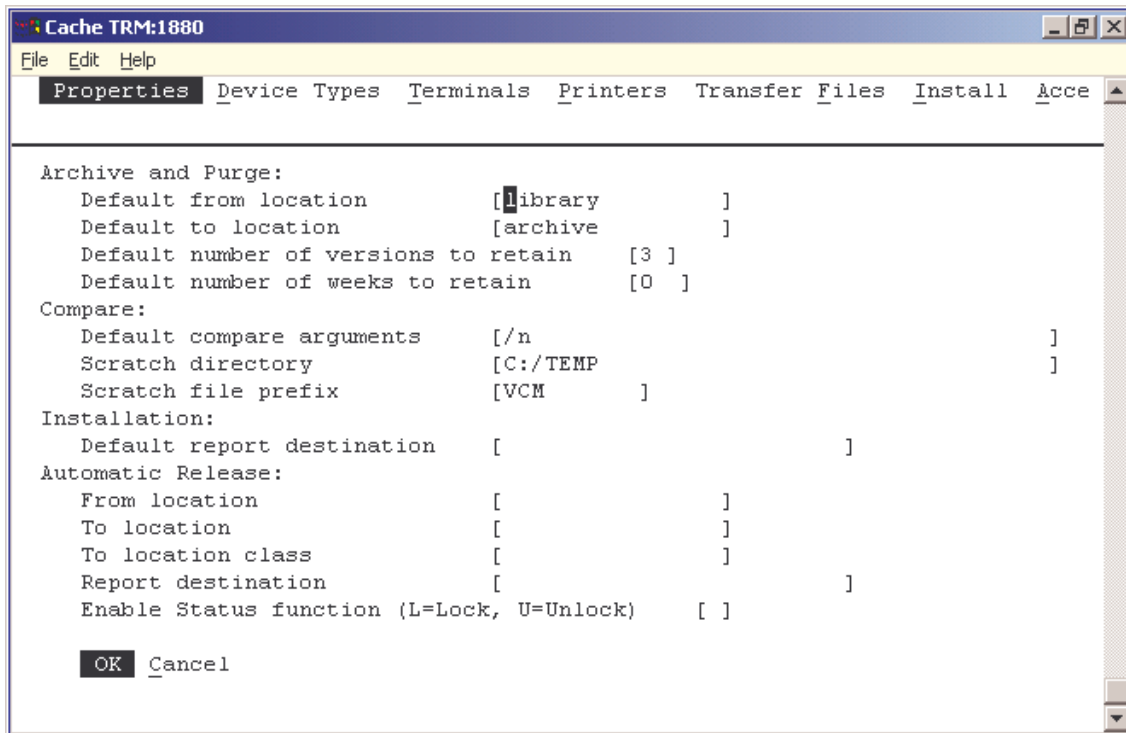 Cache TRM:1880
File Edit Help
Properties Device Types Terminals Printers Transfer Files Install Acce
Archive and Purge:
Default from location [library ]
Default to location [archive ]
Default number of versions to retain [3 ]
Default number of weeks to retain [0 ]
Compare:
Default compare arguments [/n ]
Scratch directory [C:/TEMP ]
Scratch file prefix [VCM ]
Installation:
Default report destination [ ]
Automatic Release:
From location [ ]
To location [ ]
To location class [ ]
Report destination [ ]
Enable Status function (L=Lock, U=Unlock) [ ]
OK Cancel